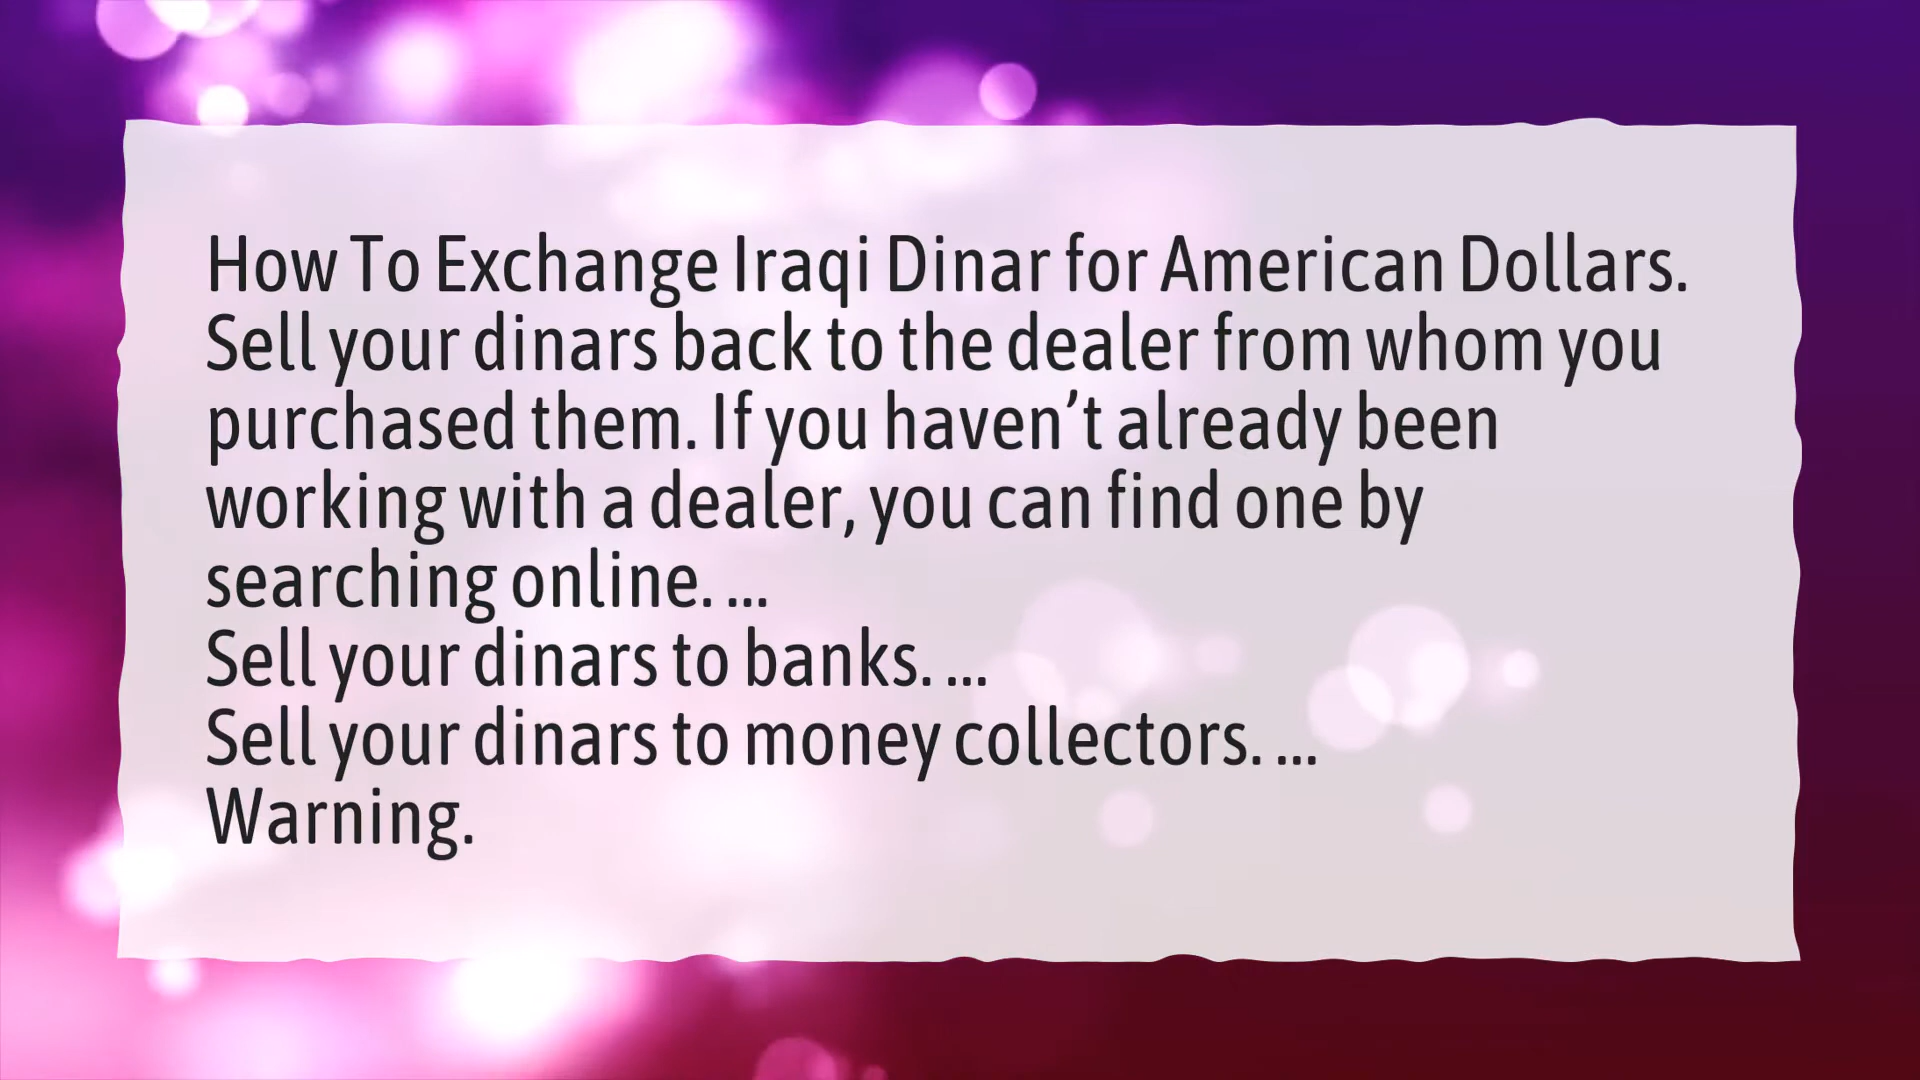 How To Exchange Iraqi Dinar for American Dollars.
Sell your dinars back to the dealer from whom you
purchased them. If you haven’t already been
working with a dealer, you can find one by
searching online. ...
Sell your dinars to banks. ...
Sell your dinars to money collectors. ...
Warning.